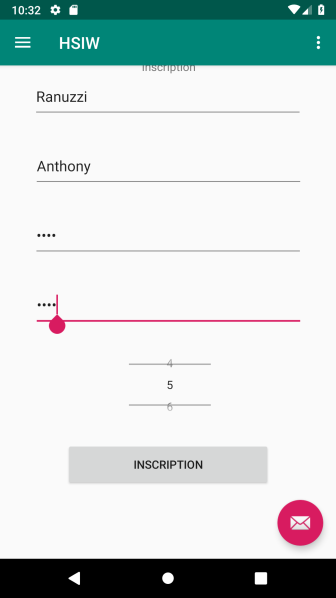 10:32
HSIW
Inscription
Ranuzzi
Anthony
••••
••••
4
5
6
INSCRIPTION